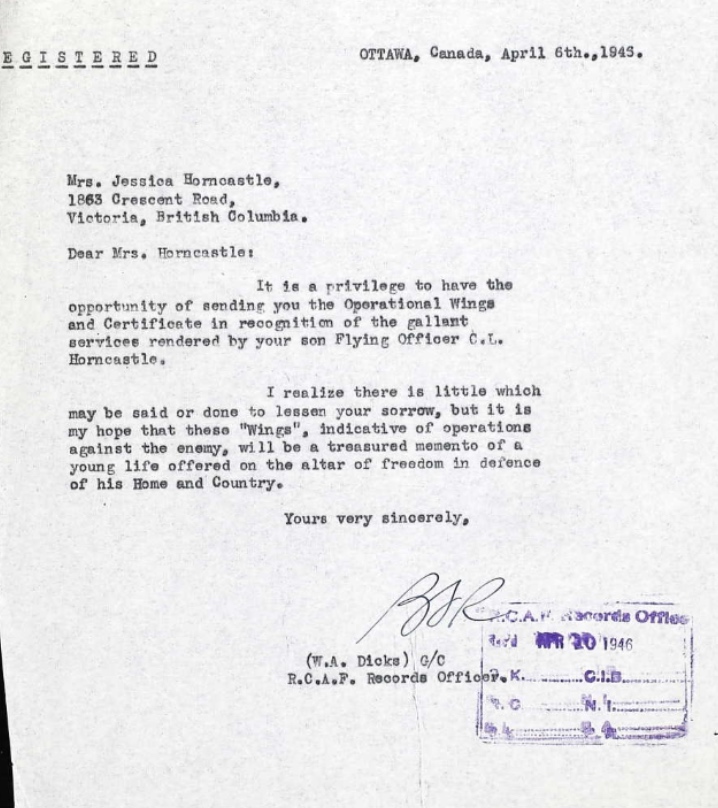 EGISTERED
OTTAWA, Canada, April 6th.,1946.
Mrs. Jessica Horncastle,
1863 Crescent Road,
Victoria, British Columbia.
Dear Mrs. Horncastle:
It is a privilege to have the
opportunity of sending you the Operational Wings
and Certificate in recognition of the gallant
services rendered by your son Flying Officer C.L.
Horncastle.
I realize there is little which
may be said or done to lessen your sorrow, but it is
my hope that these "Wings", indicative of operations
against the enemy, will be a treasured memento of a
young life offered on the altar of freedom in defence
of his Home and Country.
Yours very sincerely,
(W.A. Dicks) G/C
R.C.A.F. Records Officer.
R.C.A.F. Records Office
Rec'd APR 20 1946
K. C.I.B.
C. N.I.